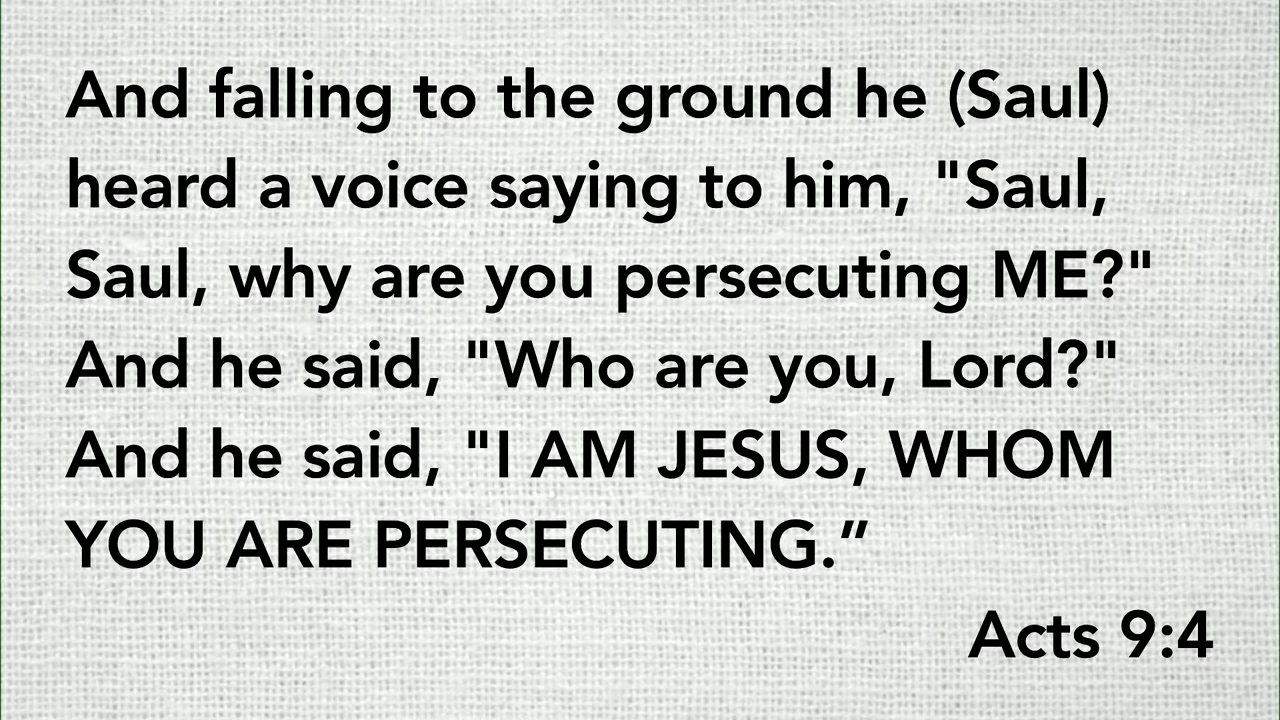 And falling to the ground he (Saul)
heard a voice saying to him, "Saul,
Saul, why are you persecuting ME?"
And he said, "Who are you, Lord?"
And he said, "I AM JESUS, WHOM
YOU ARE PERSECUTING.”
Acts 9:4